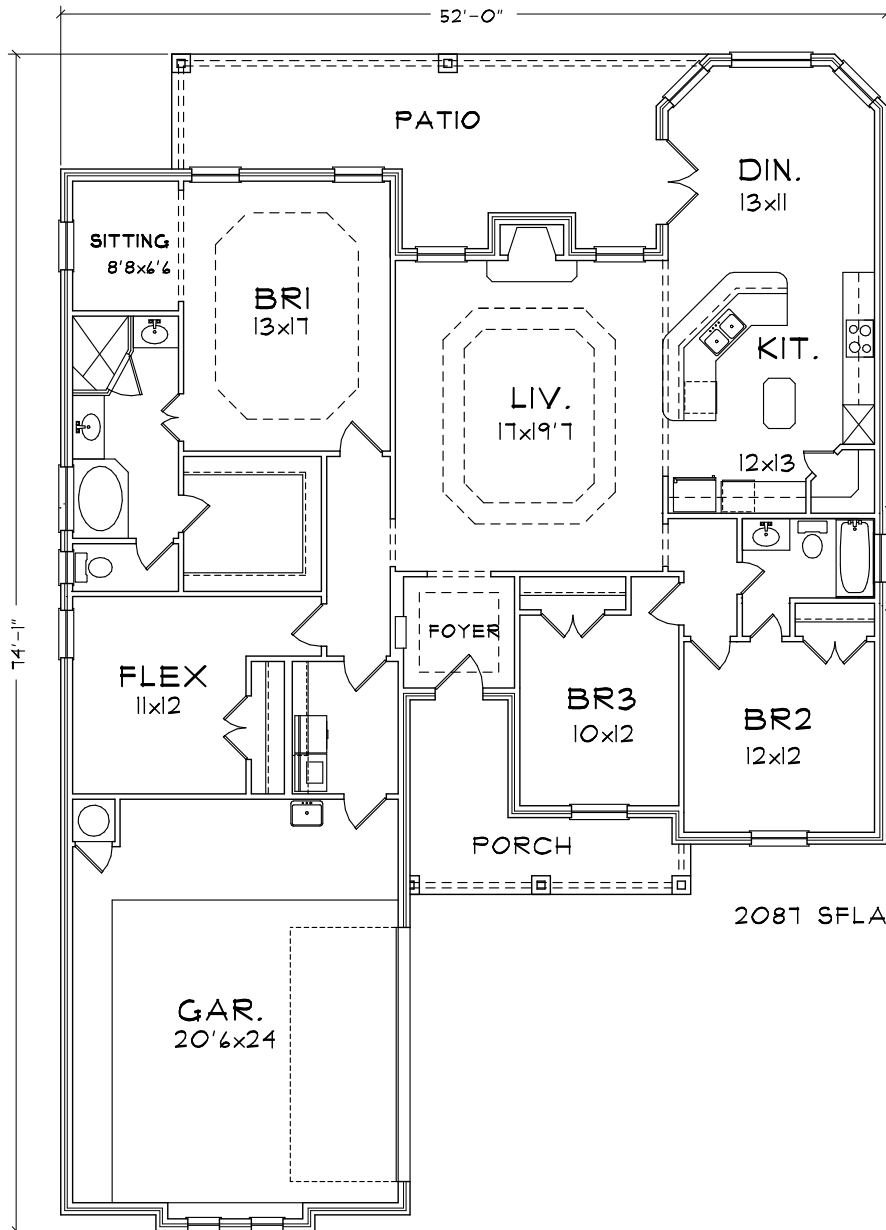 52'-0"
PATIO
DIN.
13x11
SITTING
8'8x6'6
BR1
13x17
KIT.
LIV.
17x19'7
12x13
FOYER
74'-1"
FLEX
11x12
BR3
10x12
BR2
12x12
PORCH
2087 SFLA
GAR.
20'6x24